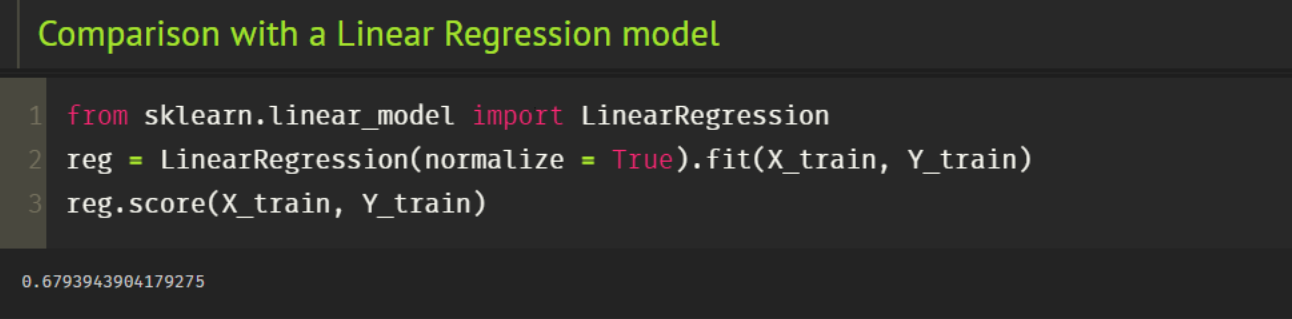 Comparison with a Linear Regression model
1 from sklearn.linear_model import LinearRegression
2 reg = LinearRegression(normalize = True).fit(X_train, Y_train)
3 reg.score(X_train, Y_train)
0.6793943904179275